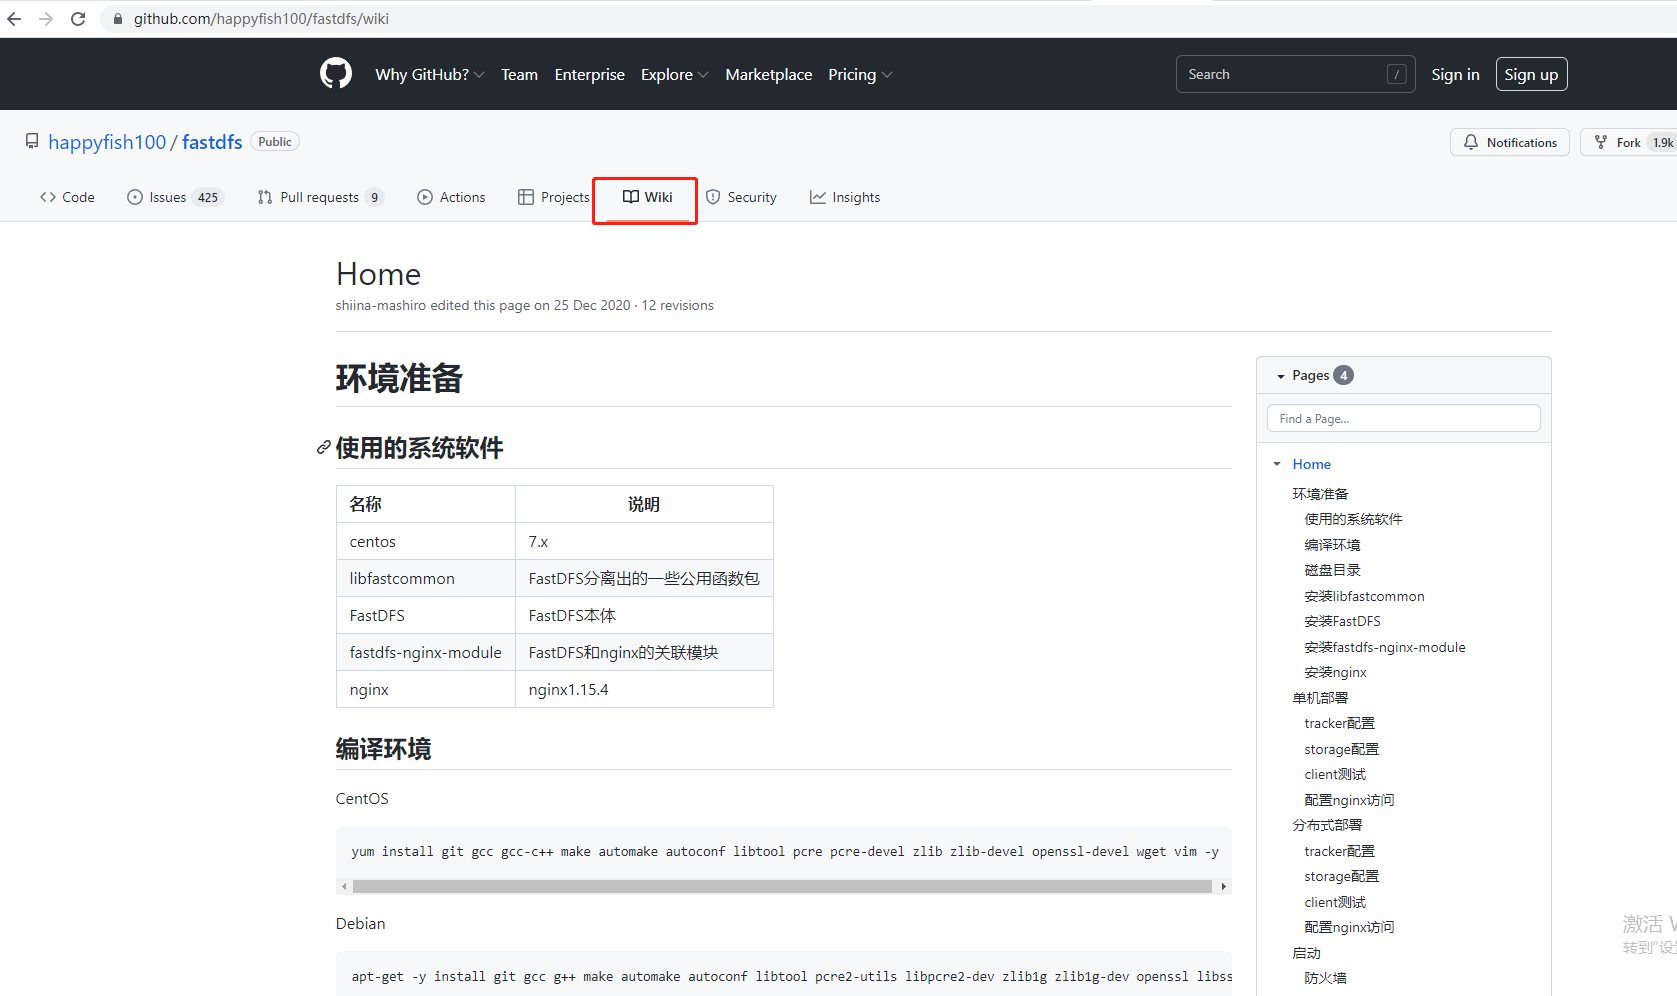 github.com/happyfish100/fastdfs/wiki
Why GitHub? Team Enterprise Explore Marketplace Pricing Search / Sign in Sign up
happyfish100 / fastdfs Public Notifications Fork 1.9k
Code Issues 425 Pull requests 9 Actions Projects Wiki Security Insights
Home
shiina-mashiro edited this page on 25 Dec 2020 · 12 revisions
环境准备
使用的系统软件
名称 说明
centos 7.x
libfastcommon FastDFS分离出的一些公用函数包
FastDFS FastDFS本体
fastdfs-nginx-module FastDFS和nginx的关联模块
nginx nginx1.15.4
编译环境
CentOS
yum install git gcc gcc-c++ make automake autoconf libtool pcre pcre-devel zlib zlib-devel openssl-devel wget vim -y
Debian
apt-get -y install git gcc g++ make automake autoconf libtool pcre2-utils libpcre2-dev zlib1g zlib1g-dev openssl libss
Pages 4
Find a Page...
Home
环境准备
使用的系统软件
编译环境
磁盘目录
安装libfastcommon
安装FastDFS
安装fastdfs-nginx-module
安装nginx
单机部署
tracker配置
storage配置
client测试
配置nginx访问
分布式部署
tracker配置
storage配置
client测试
配置nginx访问
启动
防火墙
激活
转到"设